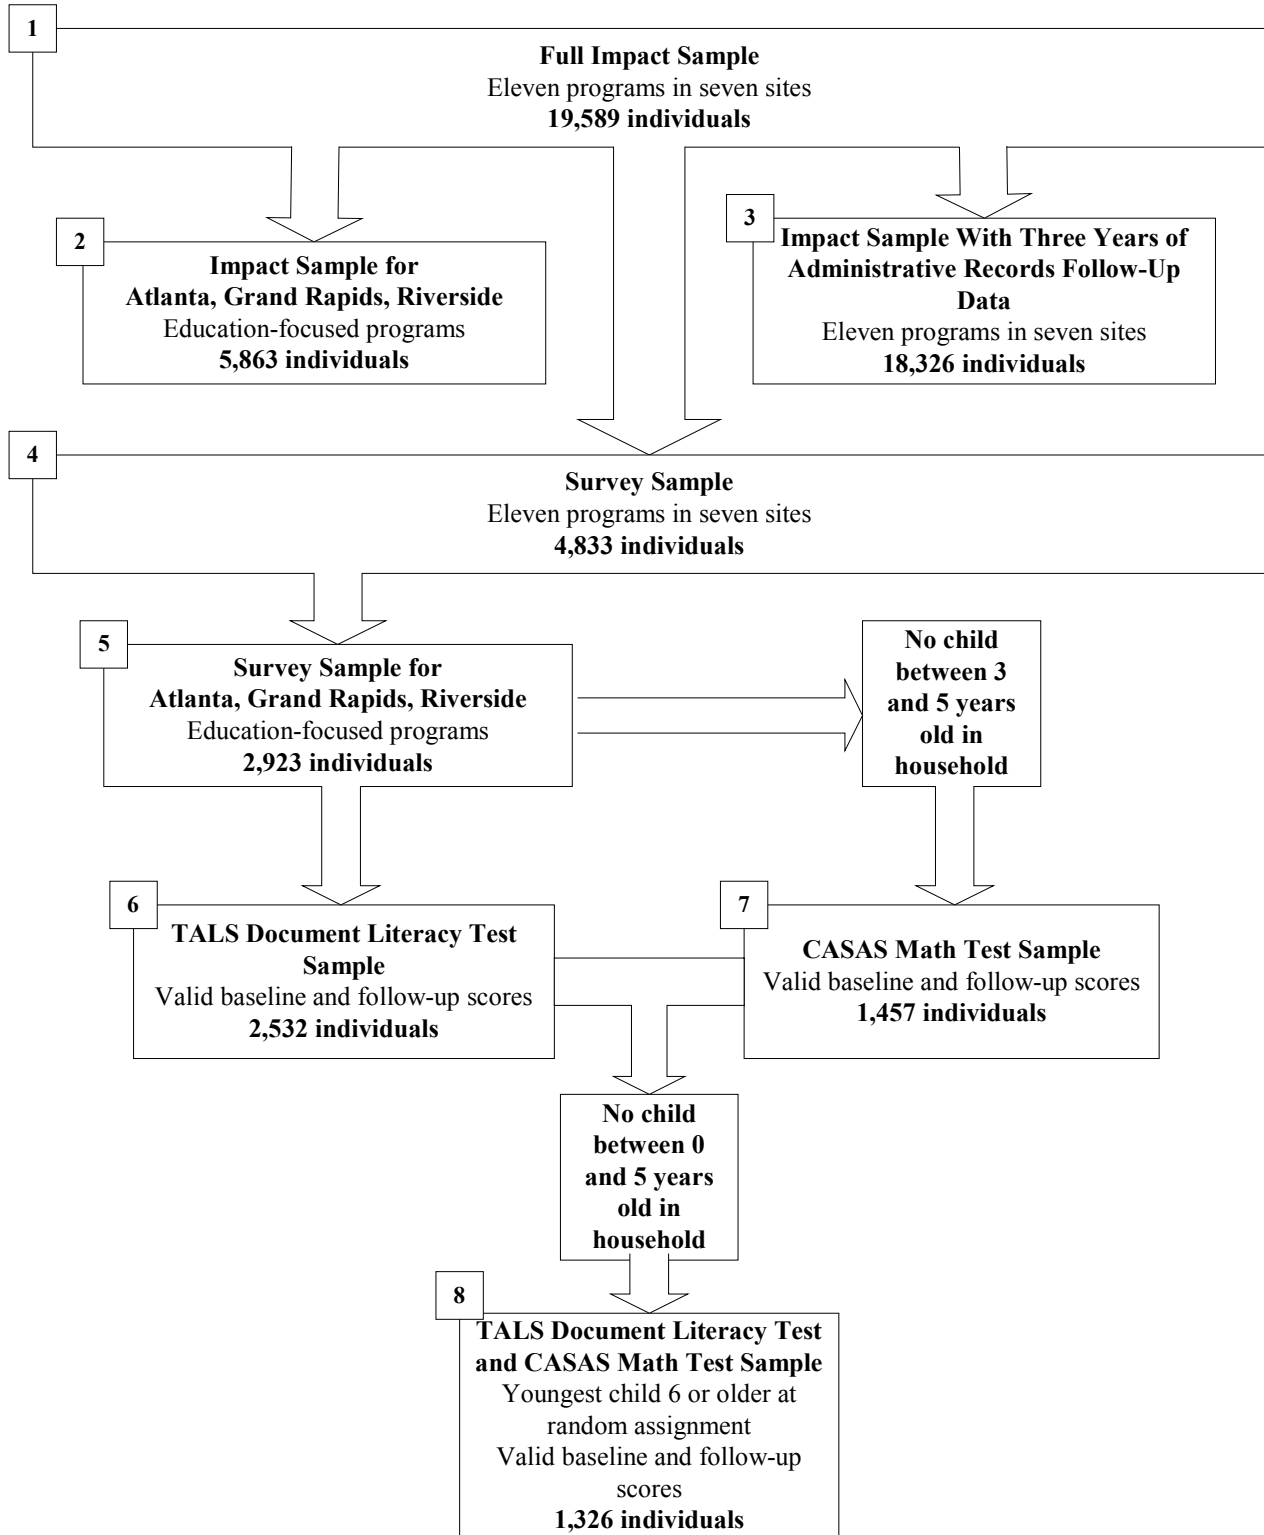 1
Full Impact Sample
Eleven programs in seven sites
19,589 individuals
2
Impact Sample for
Atlanta, Grand Rapids, Riverside
Education-focused programs
5,863 individuals
3
Impact Sample With Three Years of
Administrative Records Follow-Up
Data
Eleven programs in seven sites
18,326 individuals
4
Survey Sample
Eleven programs in seven sites
4,833 individuals
5
Survey Sample for
Atlanta, Grand Rapids, Riverside
Education-focused programs
2,923 individuals
No child
between 3
and 5 years
old in
household
6
TALS Document Literacy Test
Sample
Valid baseline and follow-up scores
2,532 individuals
7
CASAS Math Test Sample
Valid baseline and follow-up scores
1,457 individuals
No child
between 0
and 5 years
old in
household
8
TALS Document Literacy Test
and CASAS Math Test Sample
Youngest child 6 or older at
random assignment
Valid baseline and follow-up
scores
1,326 individuals